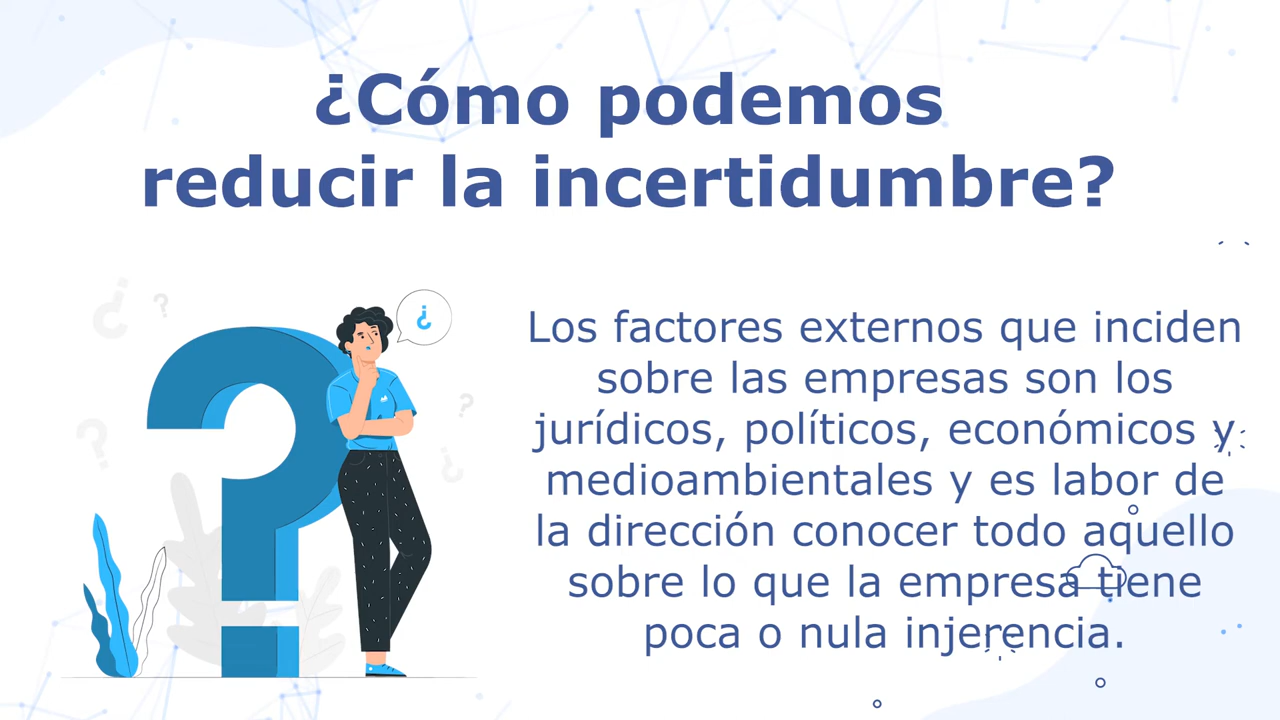 ¿Cómo podemos
reducir la incertidumbre?
¿
Los factores externos que inciden
sobre las empresas son los
jurídicos, políticos, económicos y
medioambientales y es labor de
la dirección conocer todo aquello
sobre lo que la empresa tiene
poca o nula injerencia.